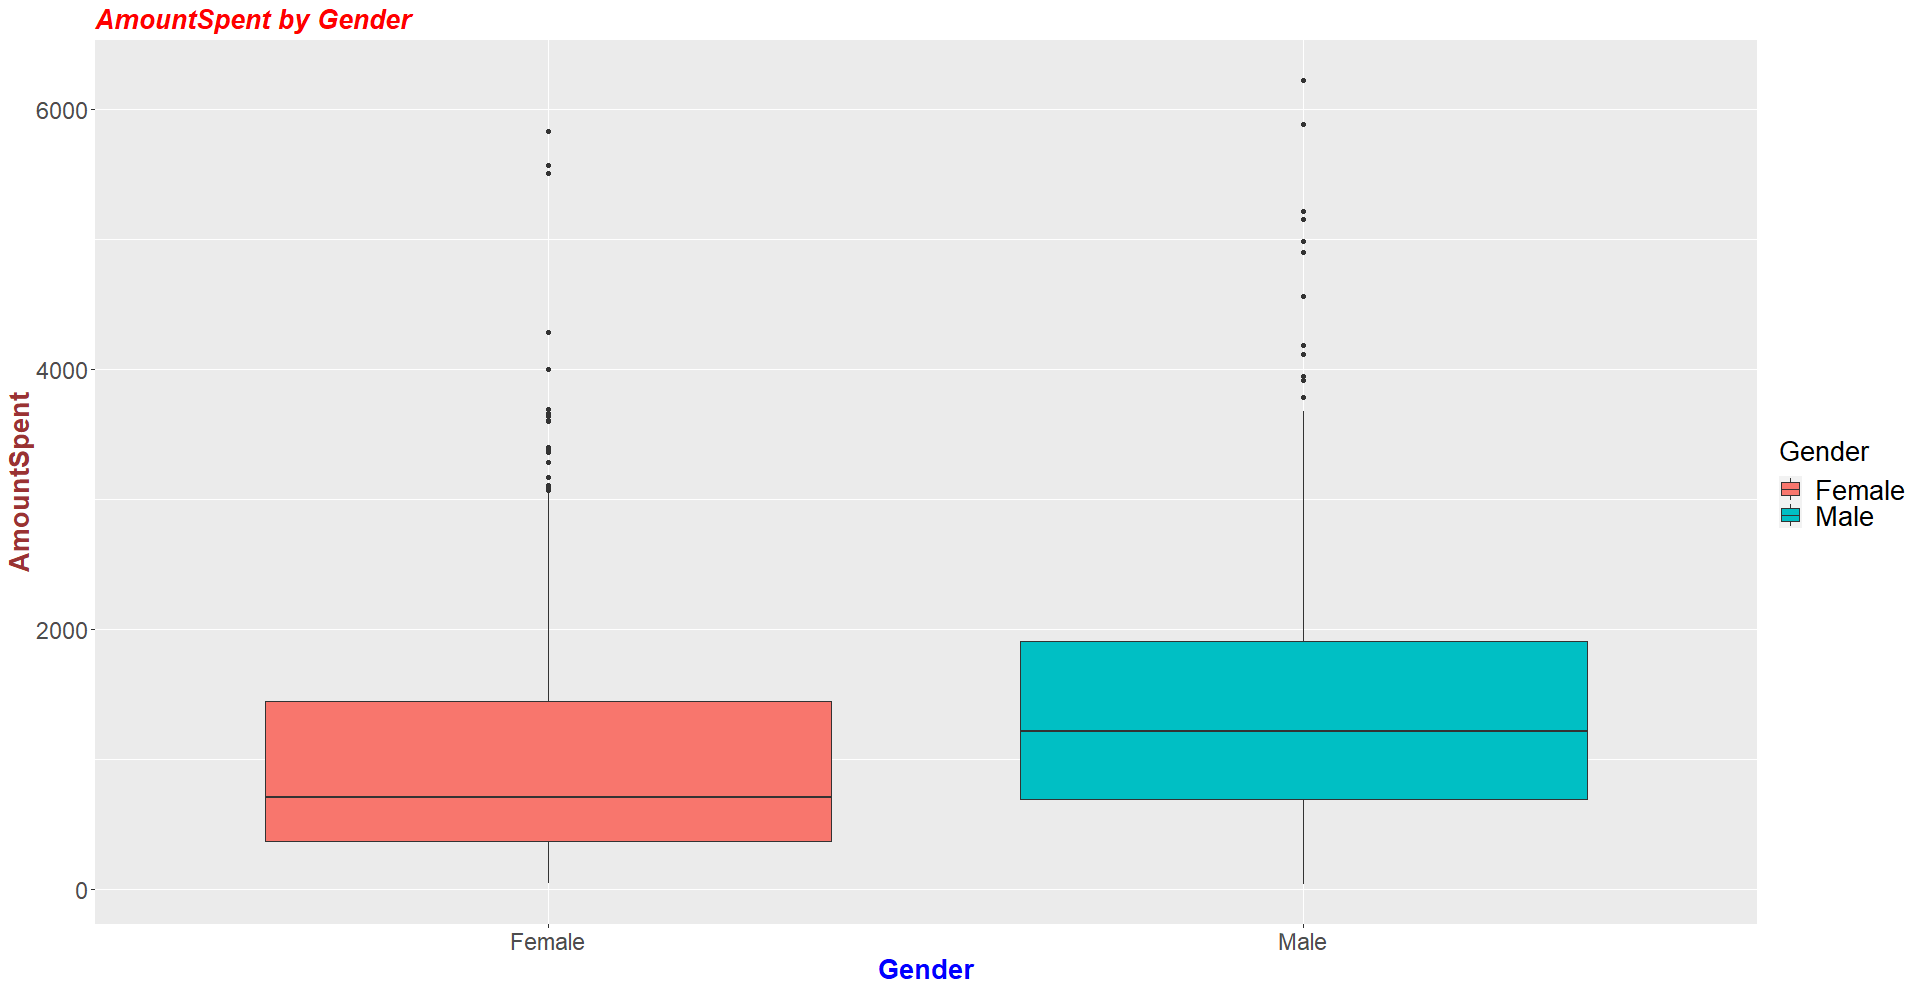 AmountSpent by Gender
6000
4000
2000
0
AmountSpent
Female
Male
Gender
Gender
Female
Male